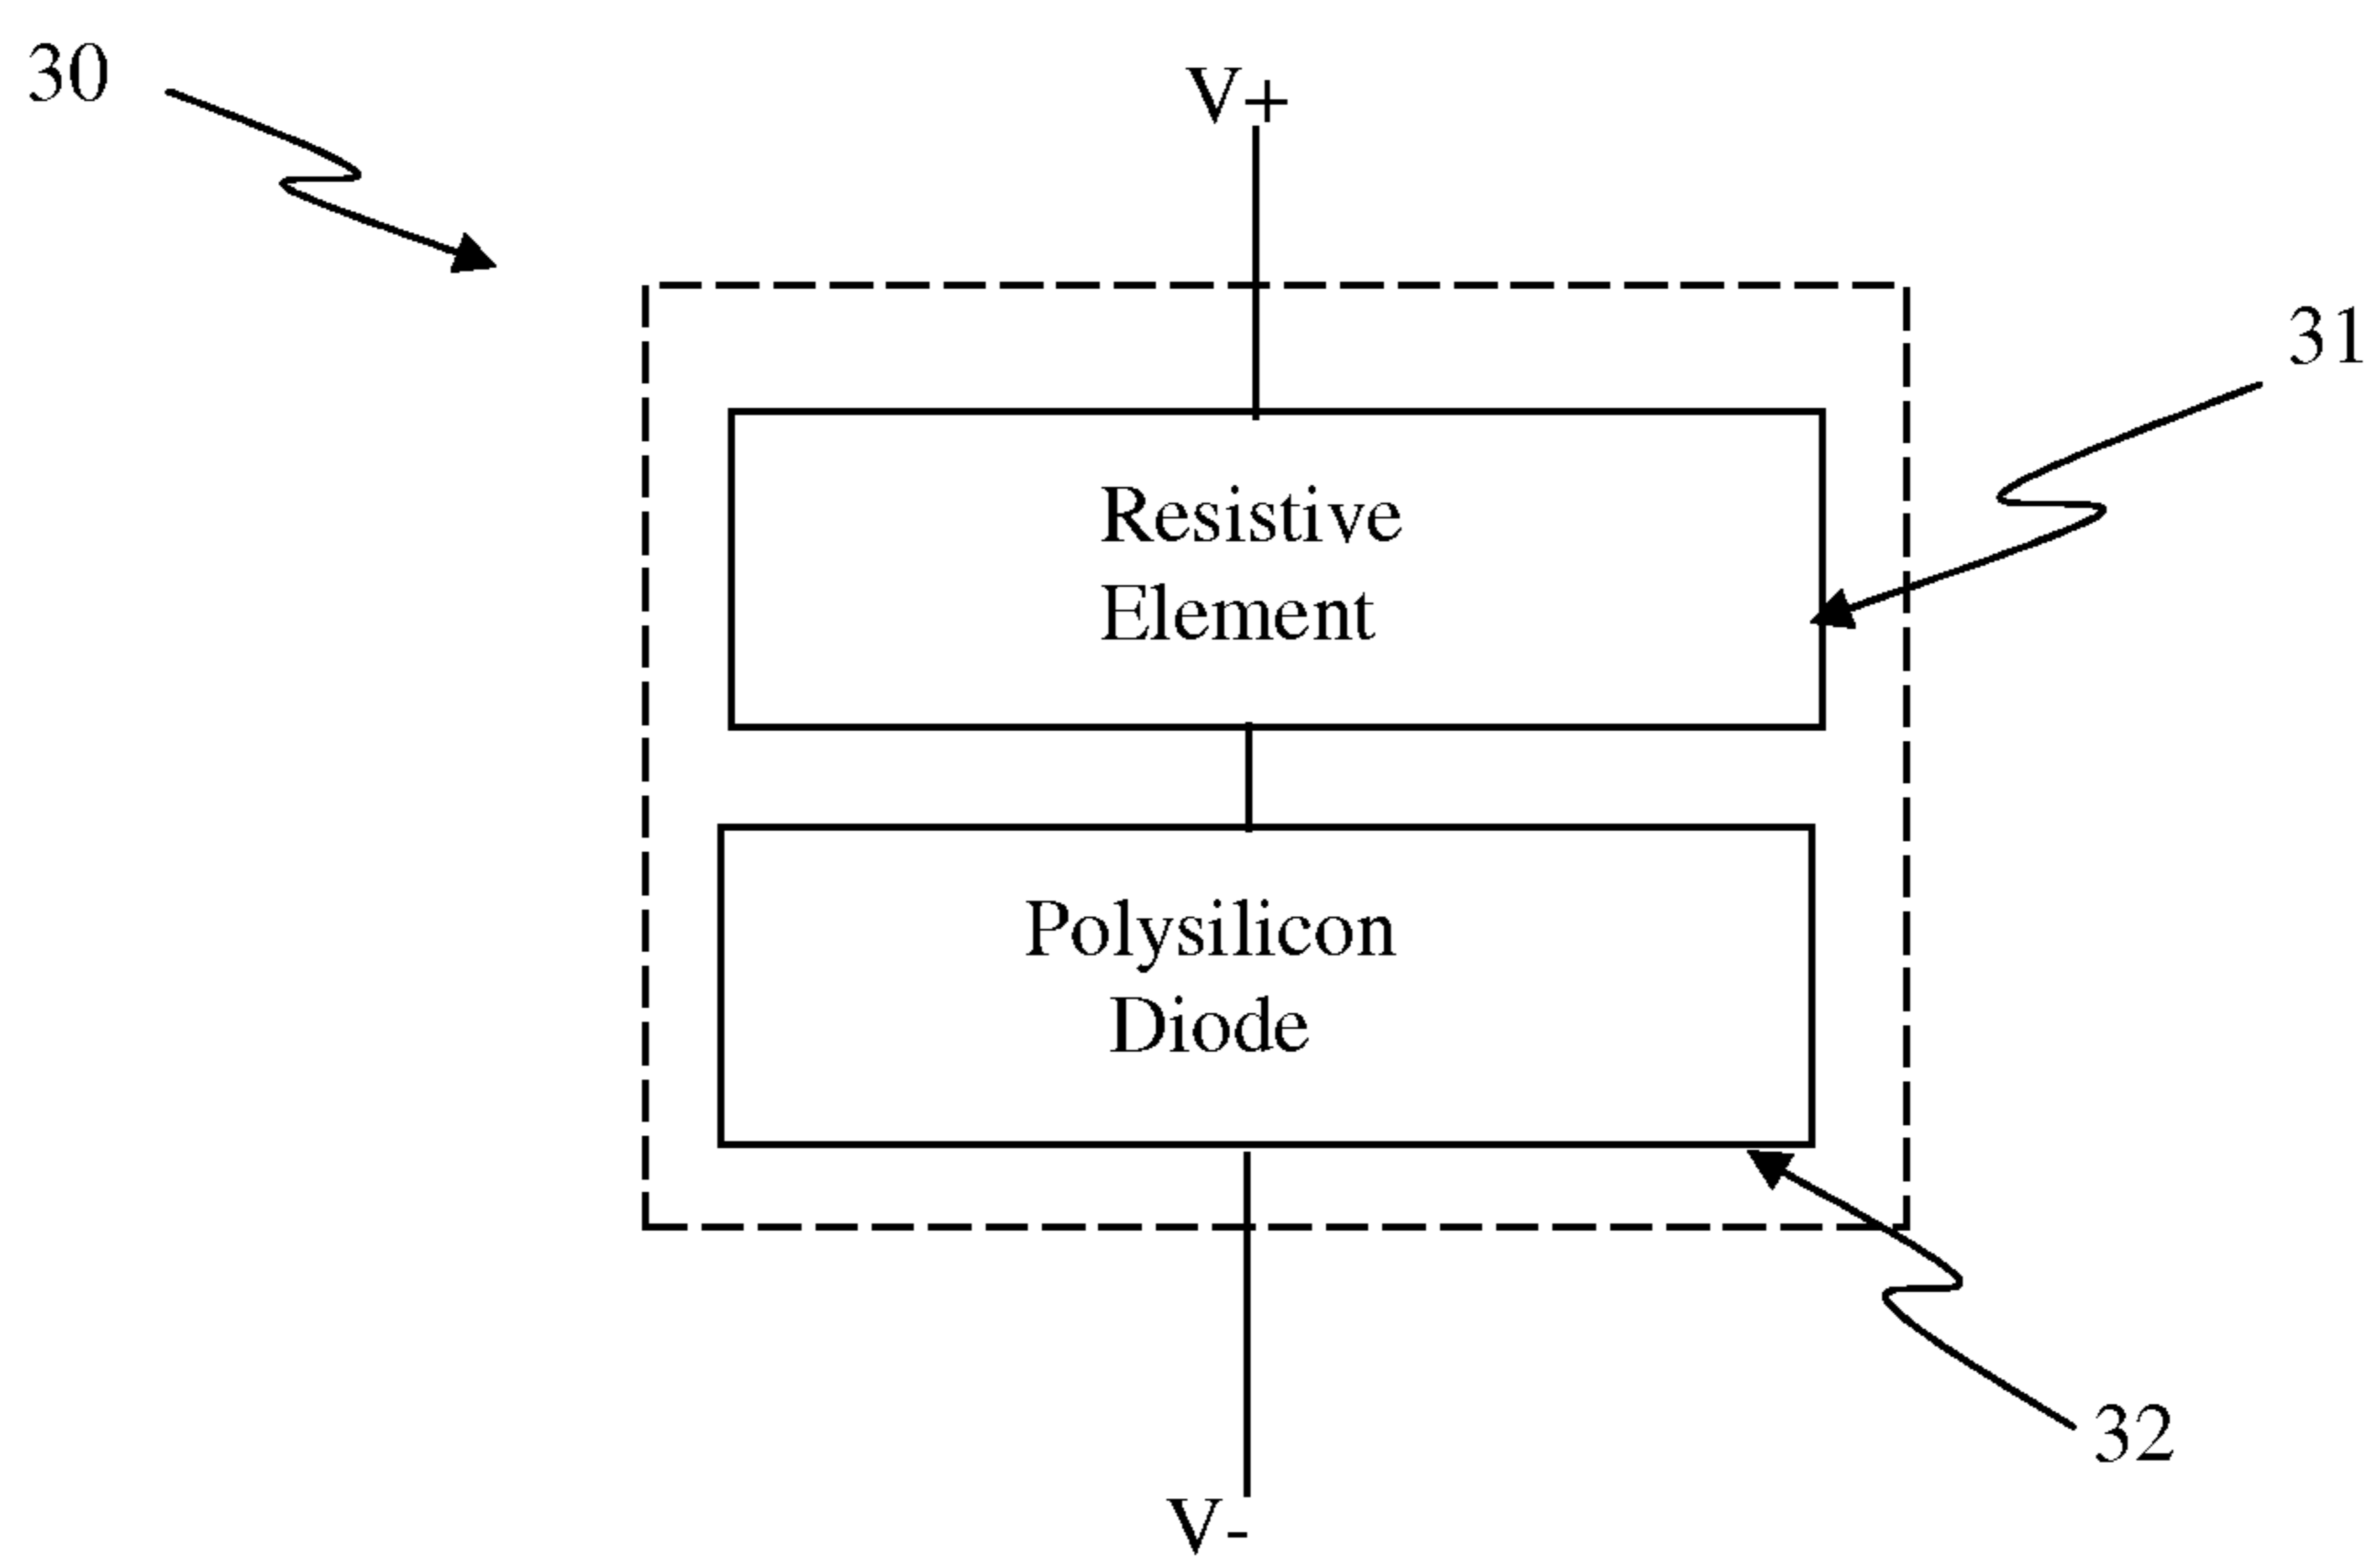 30
V+
31
Resistive
Element
Polysilicon
Diode
32
V-